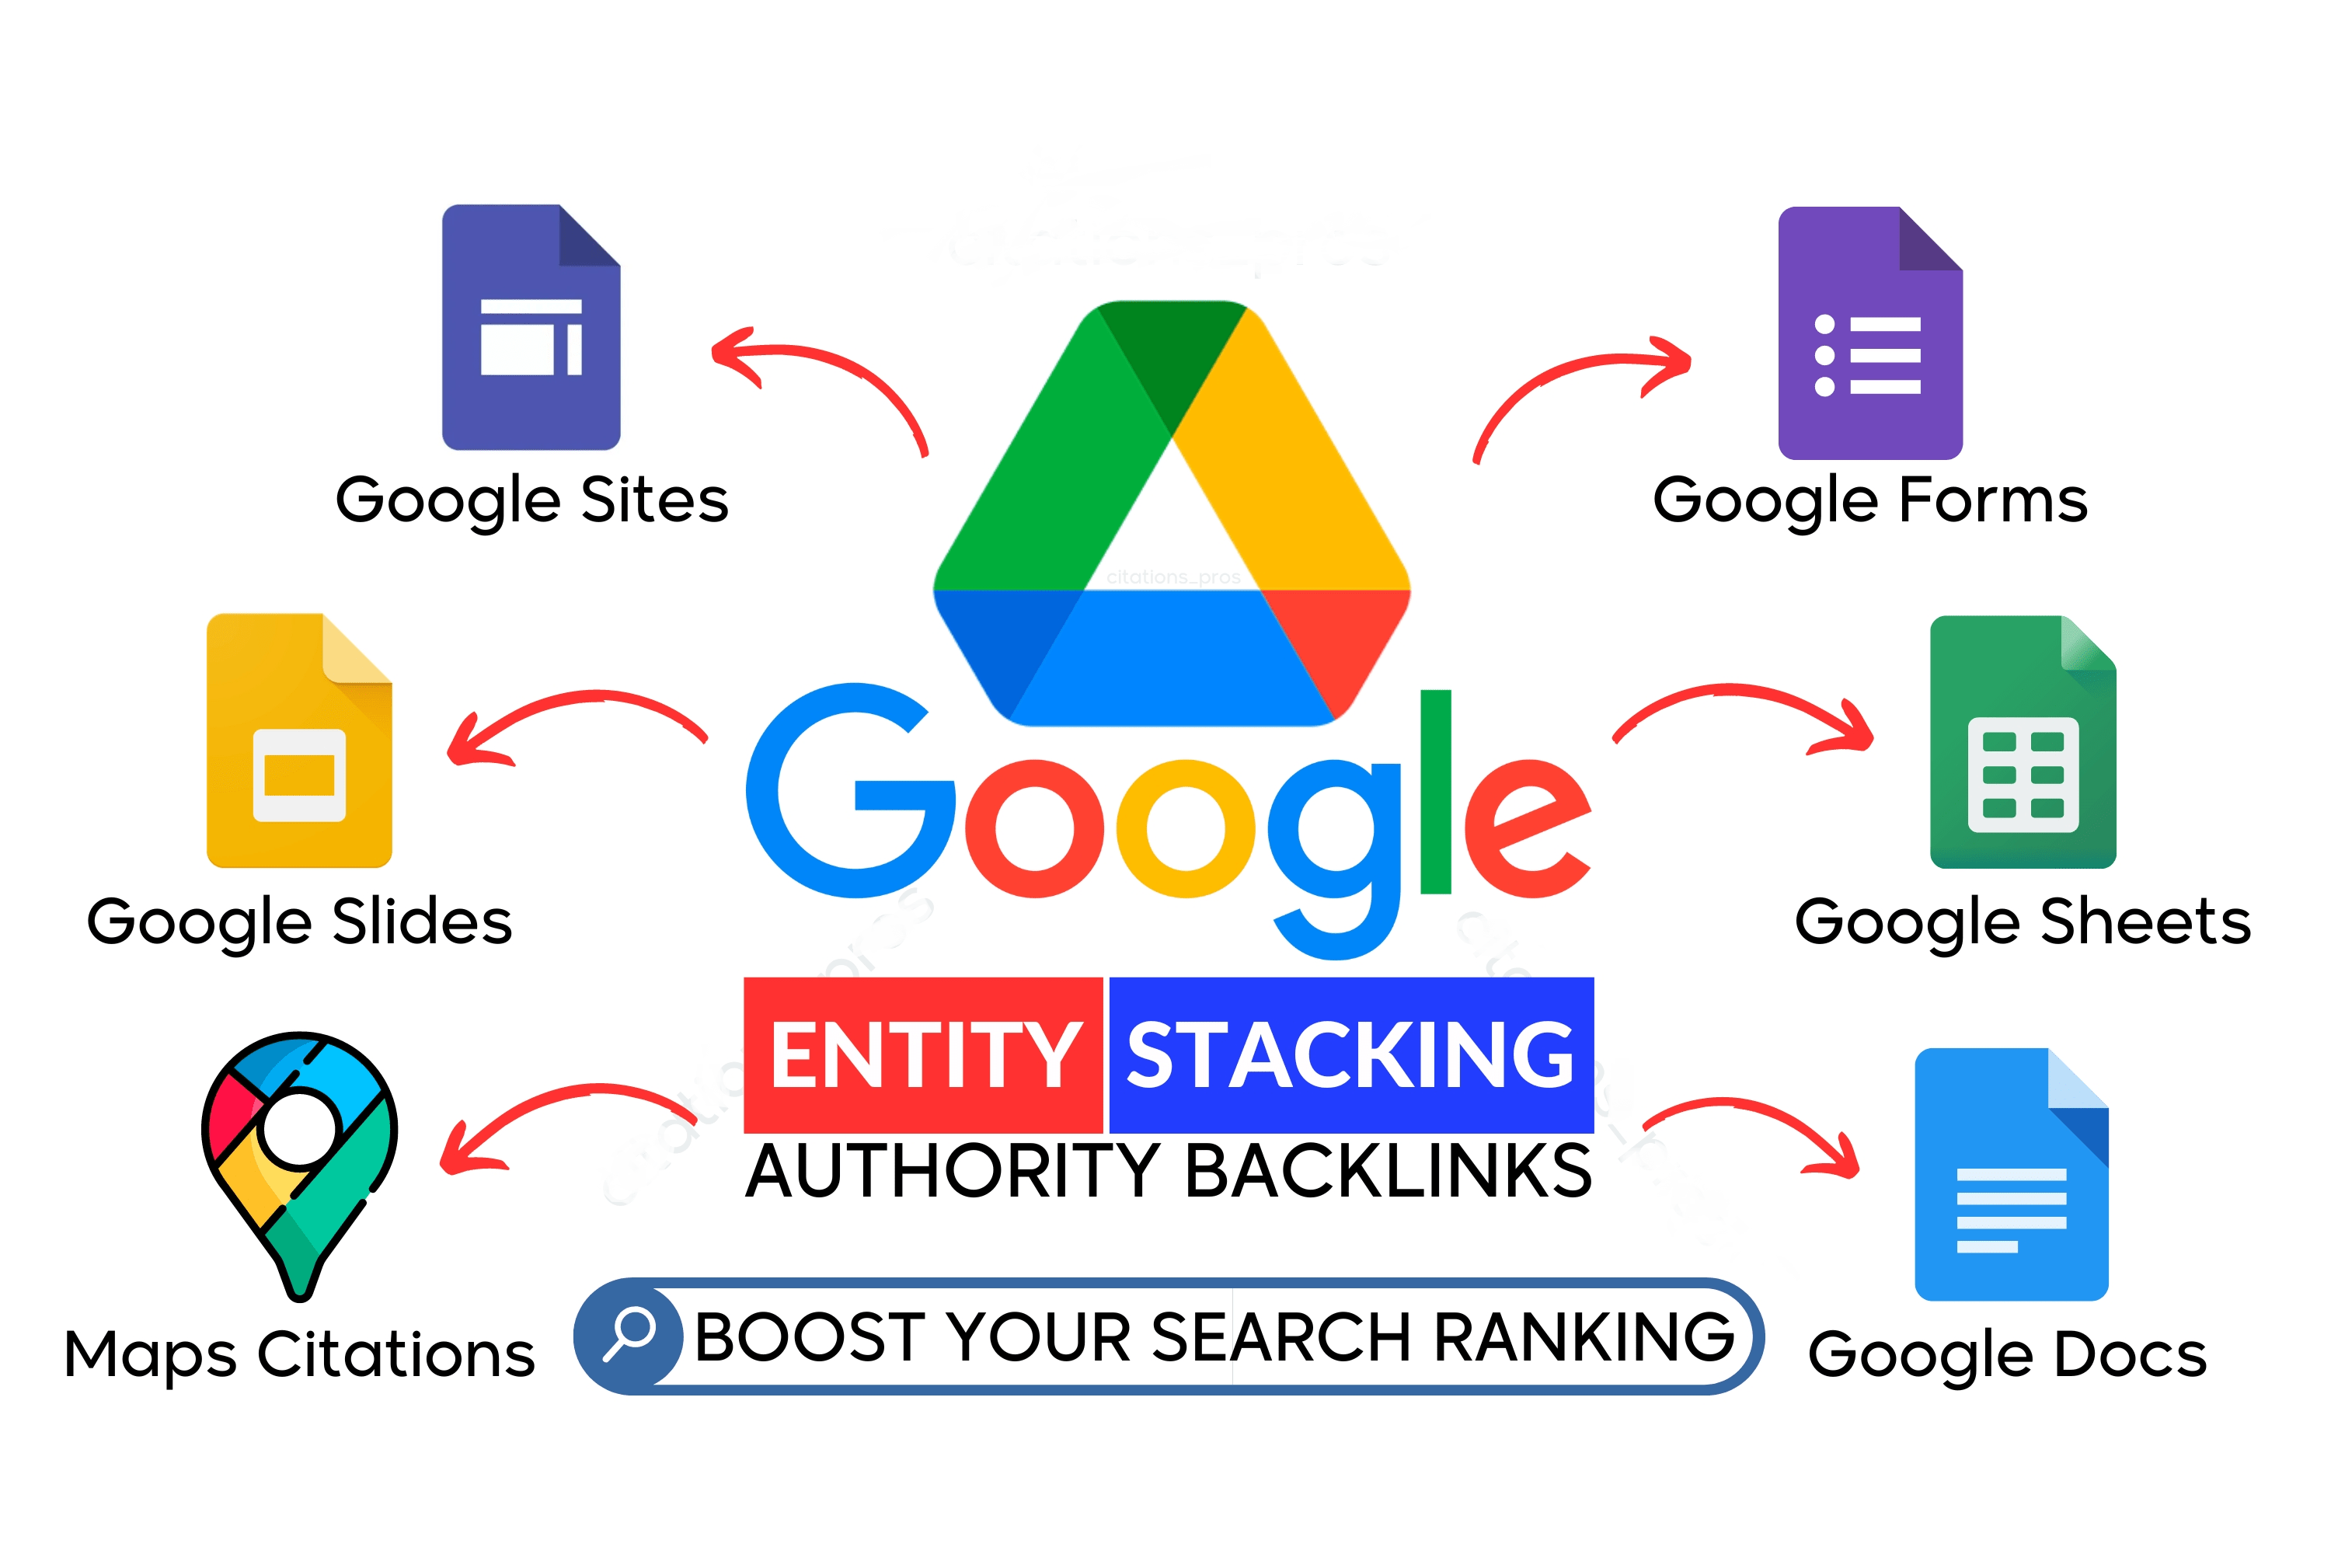 Google Sites
Google Forms
citations_pros
Google
Google Slides
Google Sheets
ENTITY STACKING
AUTHORITY BACKLINKS
BOOST YOUR SEARCH RANKING
Maps Citations
Google Docs